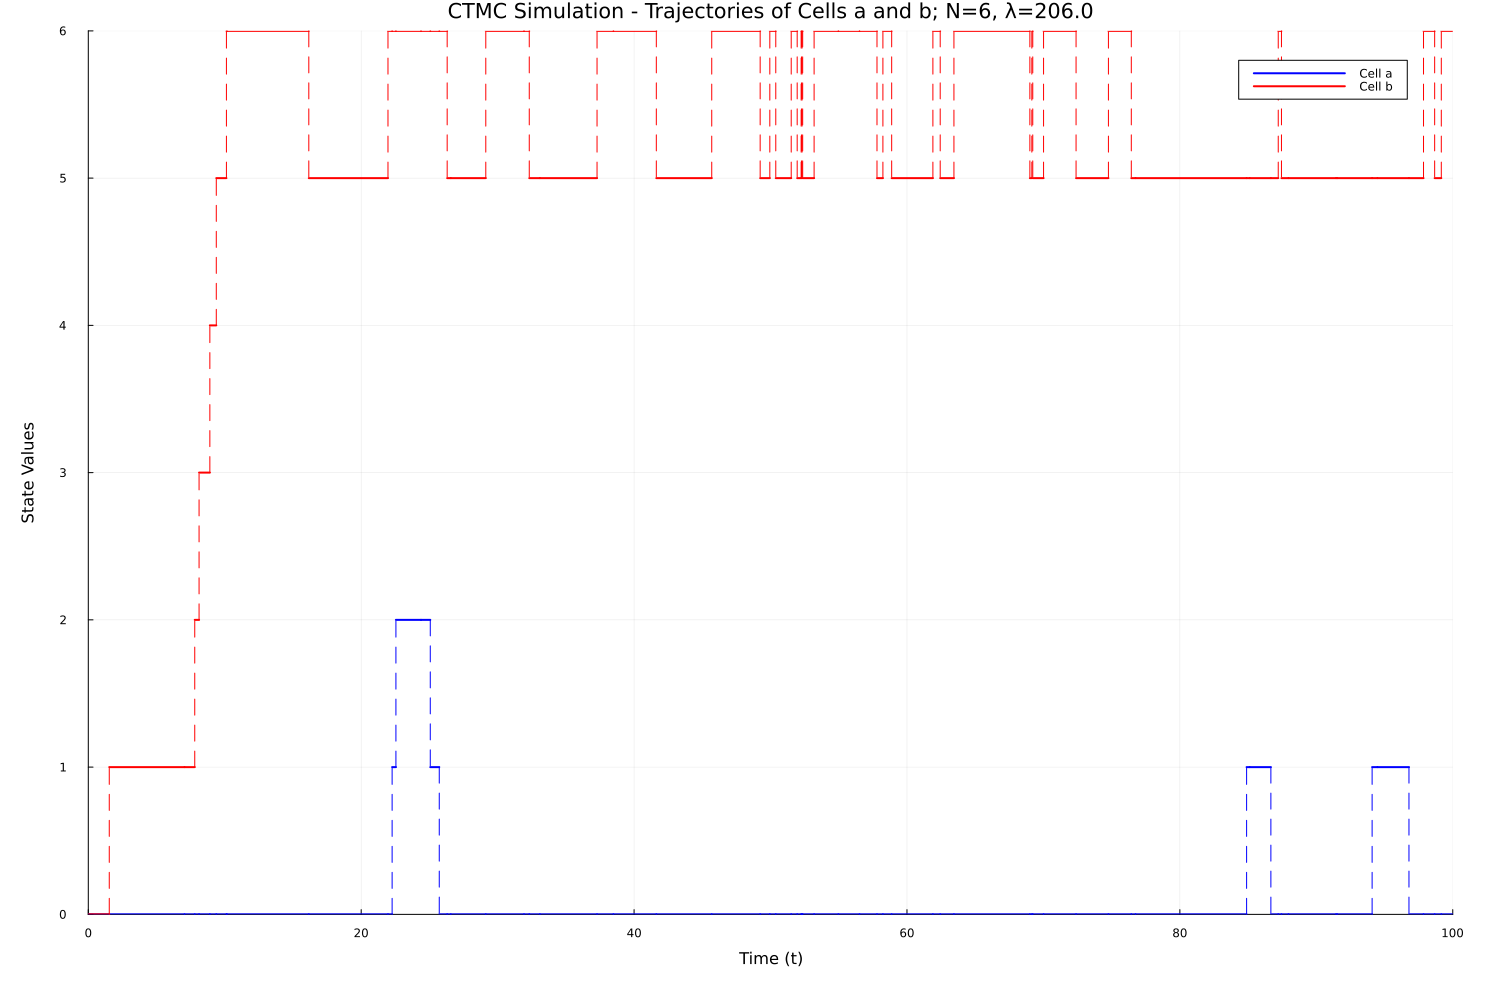 CTMC Simulation - Trajectories of Cells a and b; N=6, λ=206.0
6
Cell a
Cell b
5
4
State Values
3
2
1
0
0 20 40 60 80 100
Time (t)